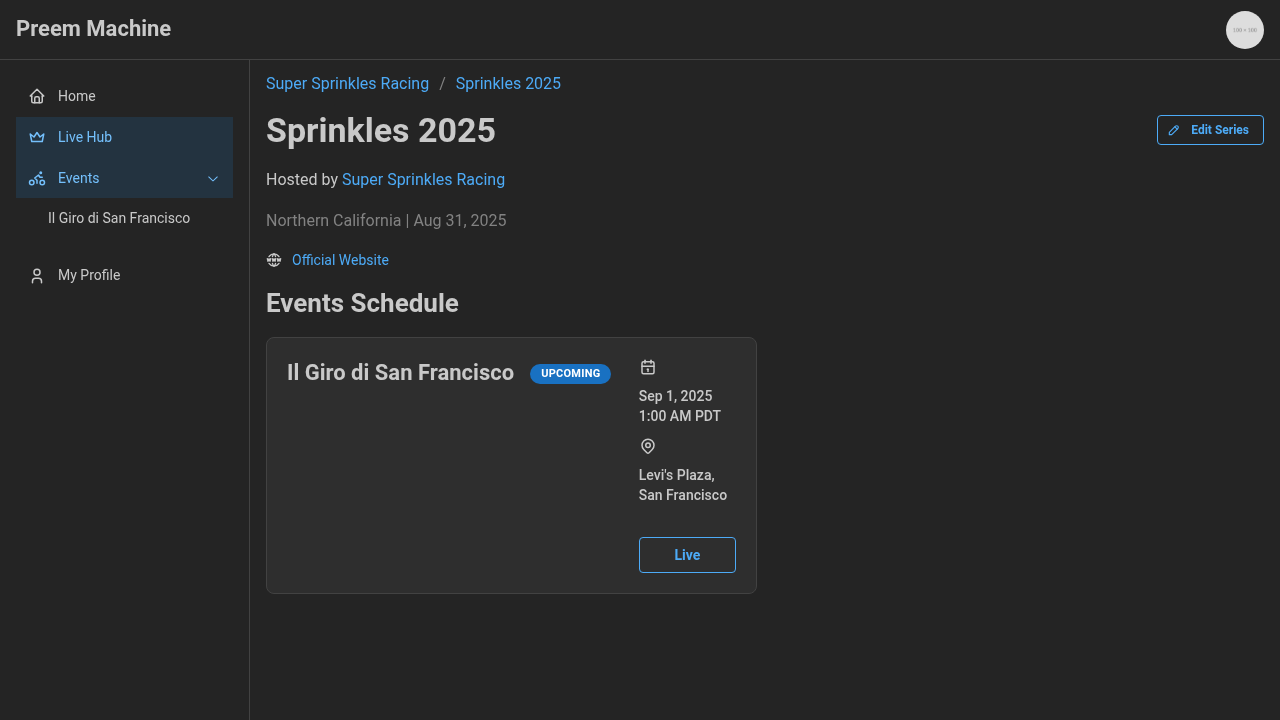 Preem Machine
100 × 100
Home
Live Hub
Events
Il Giro di San Francisco
My Profile
Super Sprinkles Racing / Sprinkles 2025
Sprinkles 2025
Edit Series
Hosted by Super Sprinkles Racing
Northern California | Aug 31, 2025
Official Website
Events Schedule
Il Giro di San Francisco
UPCOMING
Sep 1, 2025
1:00 AM PDT
Levi's Plaza,
San Francisco
Live